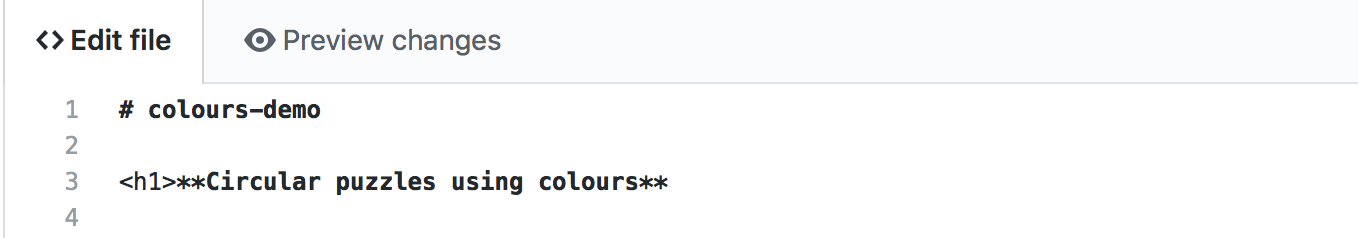 Edit file Preview changes
1 # colours-demo
2
3 <h1>**Circular puzzles using colours**
4